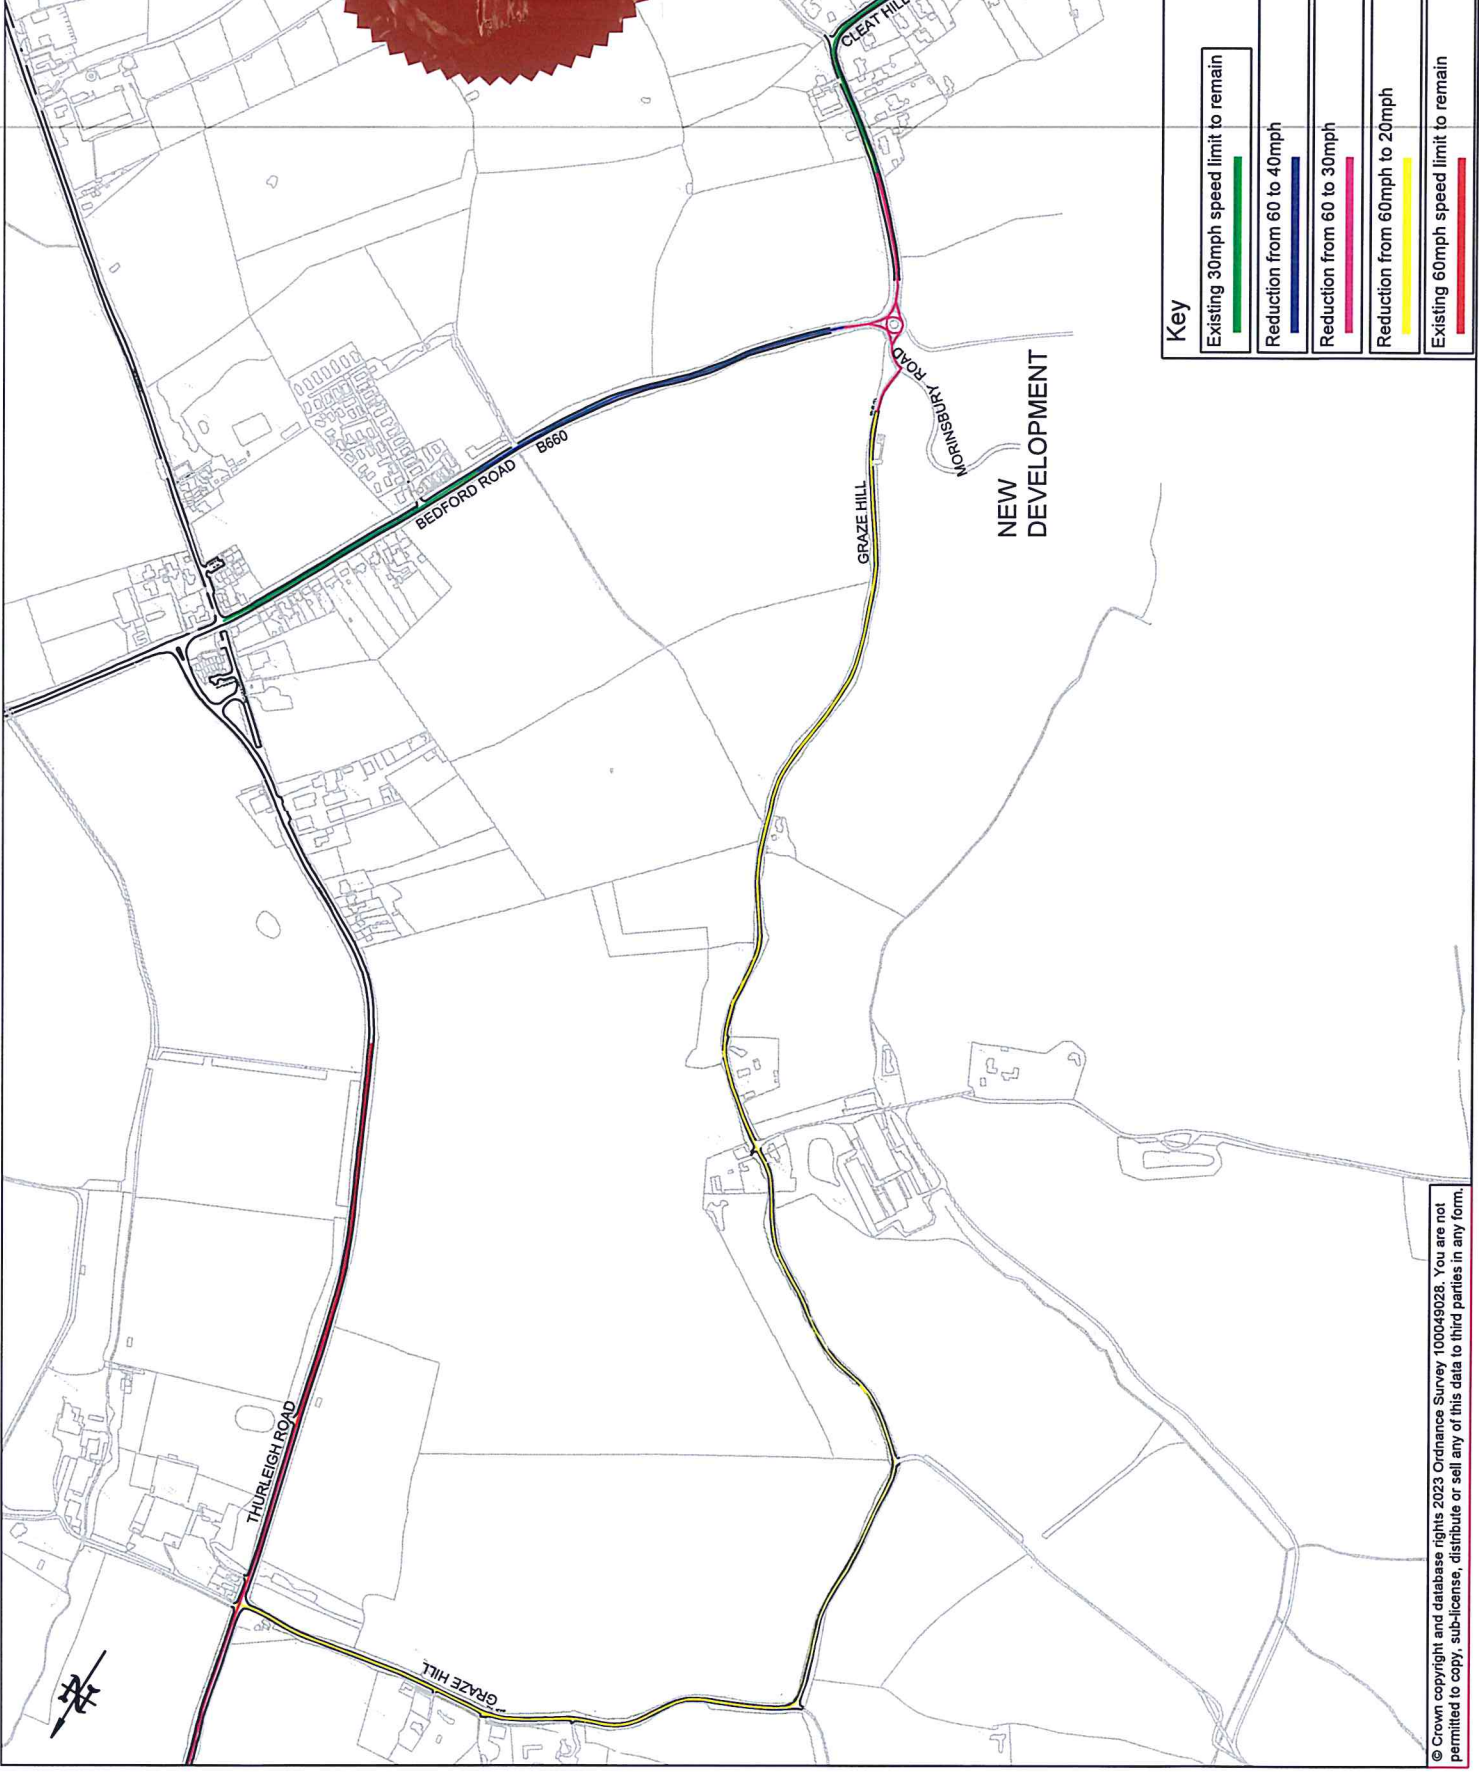 CLEAT HILL
BEDFORD ROAD
B660
MORINSBURY ROAD
GRAZE HILL
NEW
DEVELOPMENT
THURLEIGH ROAD
GRAZE HILL
N
Key
Existing 30mph speed limit to remain
Reduction from 60 to 40mph
Reduction from 60 to 30mph
Reduction from 60mph to 20mph
Existing 60mph speed limit to remain
© Crown copyright and database rights 2023 Ordnance Survey 100049028. You are not
permitted to copy, sub-license, distribute or sell any of this data to third parties in any form.